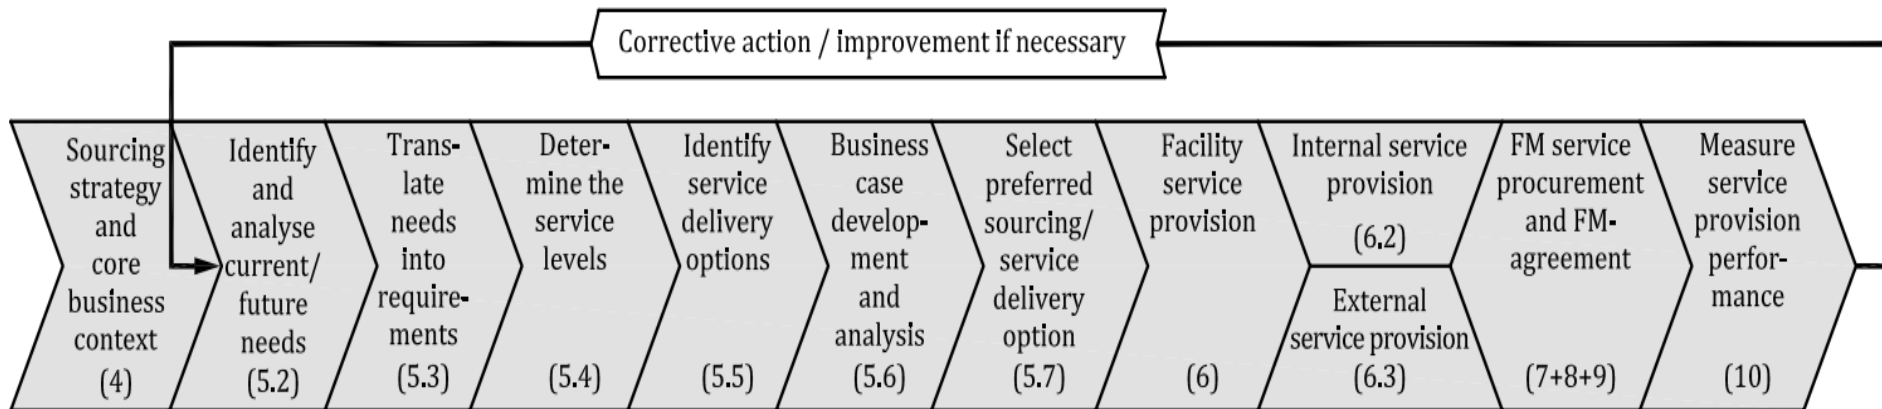 Corrective action / improvement if necessary
Sourcing
strategy
and
core
business
context
(4)
Identify
and
analyse
current/
future
needs
(5.2)
Trans-
late
needs
into
require-
ments
(5.3)
Deter-
mine the
service
levels
(5.4)
Identify
service
delivery
options
(5.5)
Business
case
develop-
ment
and
analysis
(5.6)
Select
preferred
sourcing/
service
delivery
option
(5.7)
Facility
service
provision
(6)
Internal service
provision
(6.2)
External
service provision
(6.3)
FM service
procurement
and FM-
agreement
(7+8+9)
Measure
service
provision
perfor-
mance
(10)